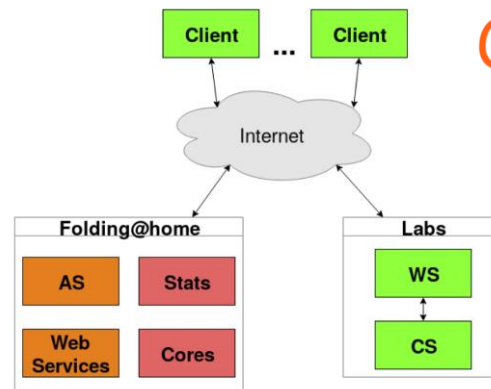 Client ... Client
Internet
Folding@home
Labs
AS
Stats
WS
Web
Services
Cores
CS